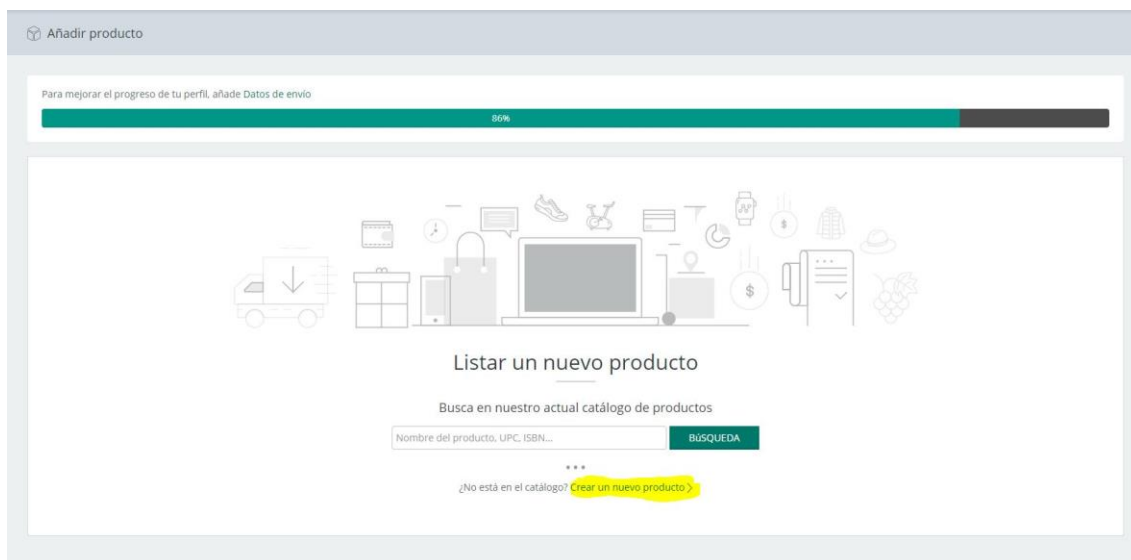 Añadir producto
Para mejorar el progreso de tu perfil, añade Datos de envío
86%
$
$
Listar un nuevo producto
Busca en nuestro actual catálogo de productos
Nombre del producto, UPC, ISBN...
BÚSQUEDA
¿No está en el catálogo? Crear un nuevo producto >